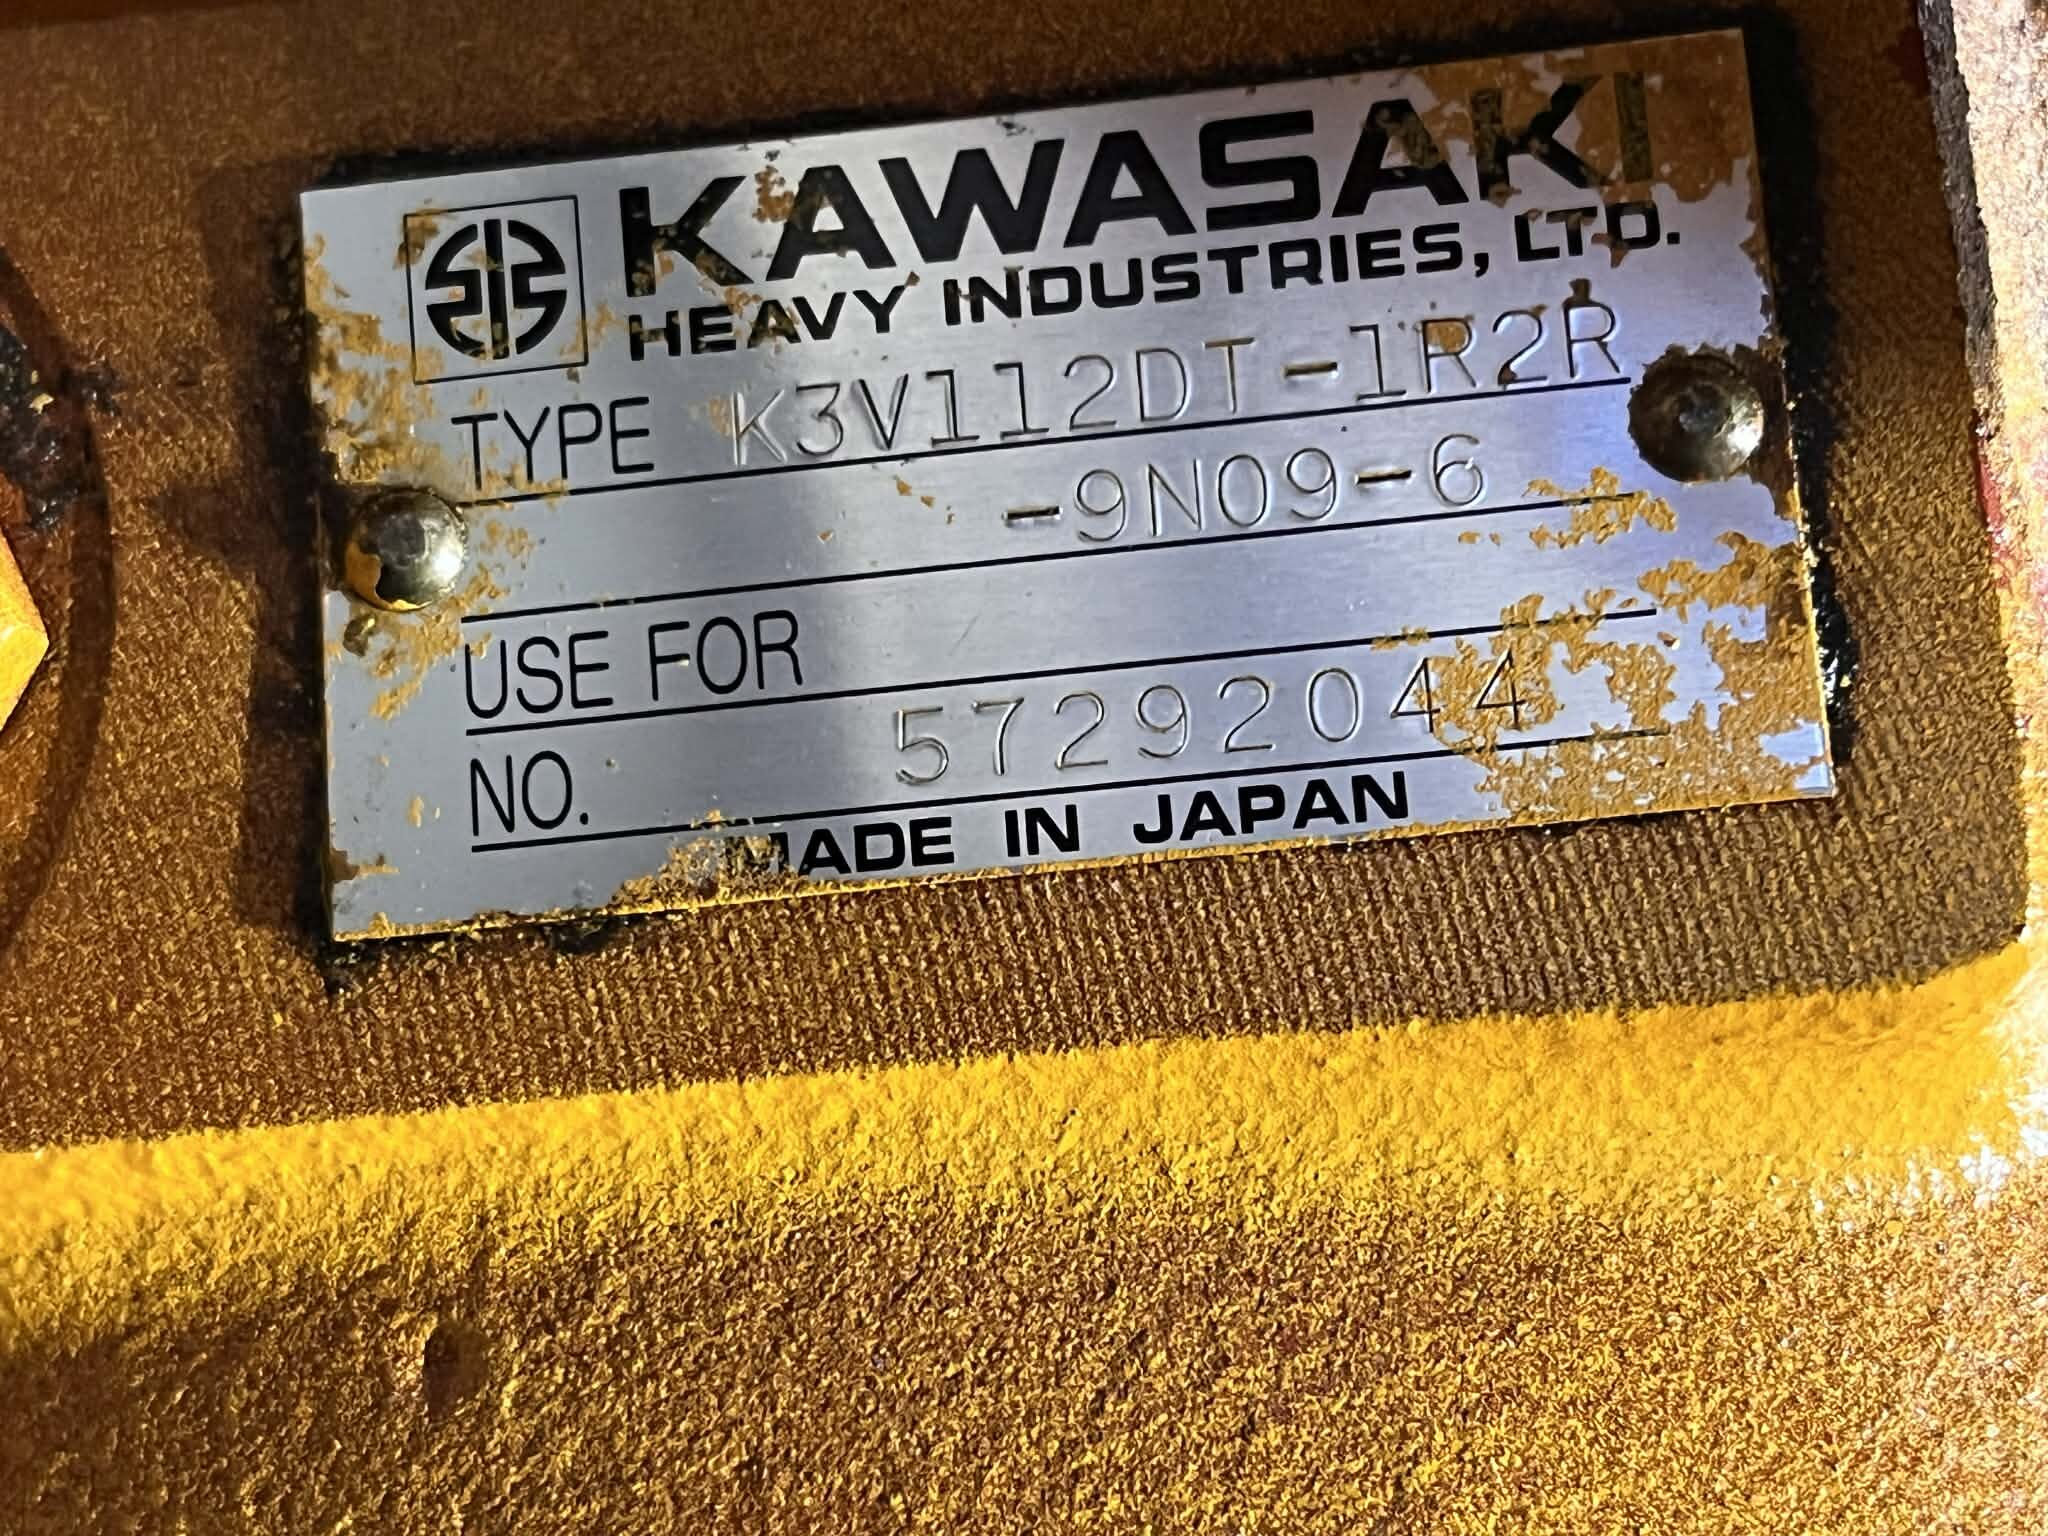 KAWASAKI
HEAVY INDUSTRIES, LTD.
TYPE K3V112DT-1R2R
-9N09-6
USE FOR
NO. 57292044
MADE IN JAPAN